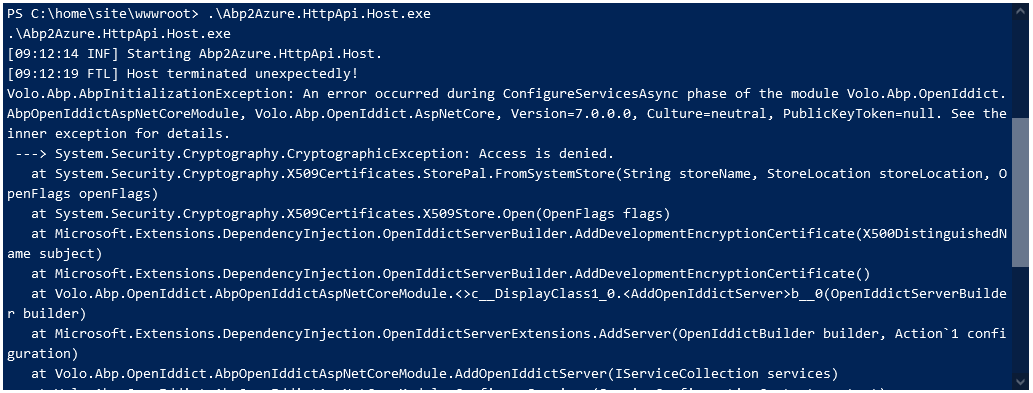 PS C:\home\site\wwwroot> .\Abp2Azure.HttpApi.Host.exe
.\Abp2Azure.HttpApi.Host.exe
[09:12:14 INF] Starting Abp2Azure.HttpApi.Host.
[09:12:19 FTL] Host terminated unexpectedly!
Volo.Abp.AbpInitializationException: An error occurred during ConfigureServicesAsync phase of the module Volo.Abp.OpenIddict.
AbpOpenIddictAspNetCoreModule, Volo.Abp.OpenIddict.AspNetCore, Version=7.0.0.0, Culture=neutral, PublicKeyToken=null. See the
inner exception for details.
 ---> System.Security.Cryptography.CryptographicException: Access is denied.
   at System.Security.Cryptography.X509Certificates.StorePal.FromSystemStore(String storeName, StoreLocation storeLocation, O
penFlags openFlags)
   at System.Security.Cryptography.X509Certificates.X509Store.Open(OpenFlags flags)
   at Microsoft.Extensions.DependencyInjection.OpenIddictServerBuilder.AddDevelopmentEncryptionCertificate(X500DistinguishedN
ame subject)
   at Microsoft.Extensions.DependencyInjection.OpenIddictServerBuilder.AddDevelopmentEncryptionCertificate()
   at Volo.Abp.OpenIddict.AbpOpenIddictAspNetCoreModule.<>c__DisplayClass1_0.<AddOpenIddictServer>b__0(OpenIddictServerBuilde
r builder)
   at Microsoft.Extensions.DependencyInjection.OpenIddictServerExtensions.AddServer(OpenIddictBuilder builder, Action`1 confi
guration)
   at Volo.Abp.OpenIddict.AbpOpenIddictAspNetCoreModule.AddOpenIddictServer(IServiceCollection services)